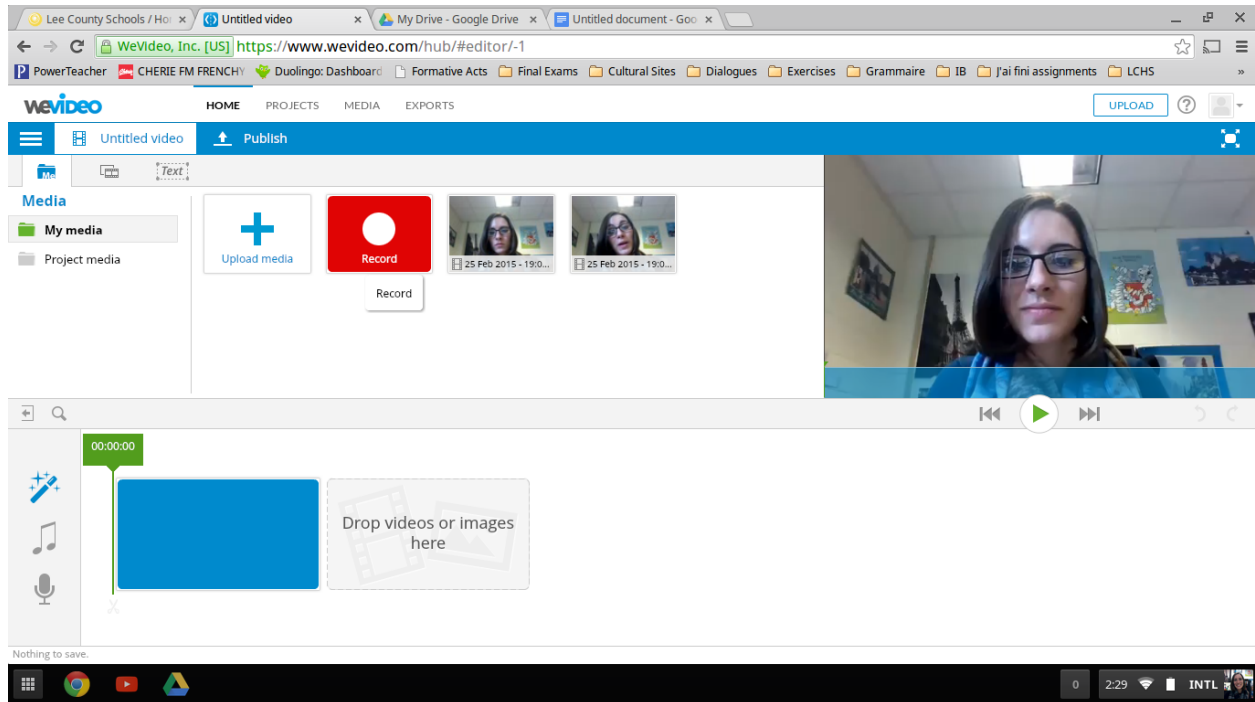 Lee County Schools / Ho
Untitled video
My Drive - Google Drive
Untitled document - Goo
WeVideo, Inc. [US] https://www.wevideo.com/hub/#editor/-1
PowerTeacher CHERIE FM FRENCHY Duolingo: Dashboard Formative Acts Final Exams Cultural Sites Dialogues Exercises Grammaire IB J'ai fini assignments LCHS »
WeVIDEO HOME PROJECTS MEDIA EXPORTS UPLOAD ?
Untitled video Publish
Me Text
Media
My media
Project media
Upload media
Record
25 Feb 2015 - 19:0...
25 Feb 2015 - 19:0...
Record
00:00:00
Drop videos or images
here
Nothing to save.
0 2:29 INTL